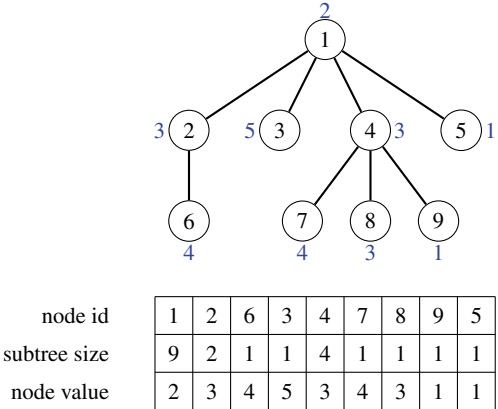 2
1
3 2 5 3 4 3 5 1
6 7 8 9
4 4 3 1
node id 1 2 6 3 4 7 8 9 5
subtree size 9 2 1 1 4 1 1 1 1
node value 2 3 4 5 3 4 3 1 1